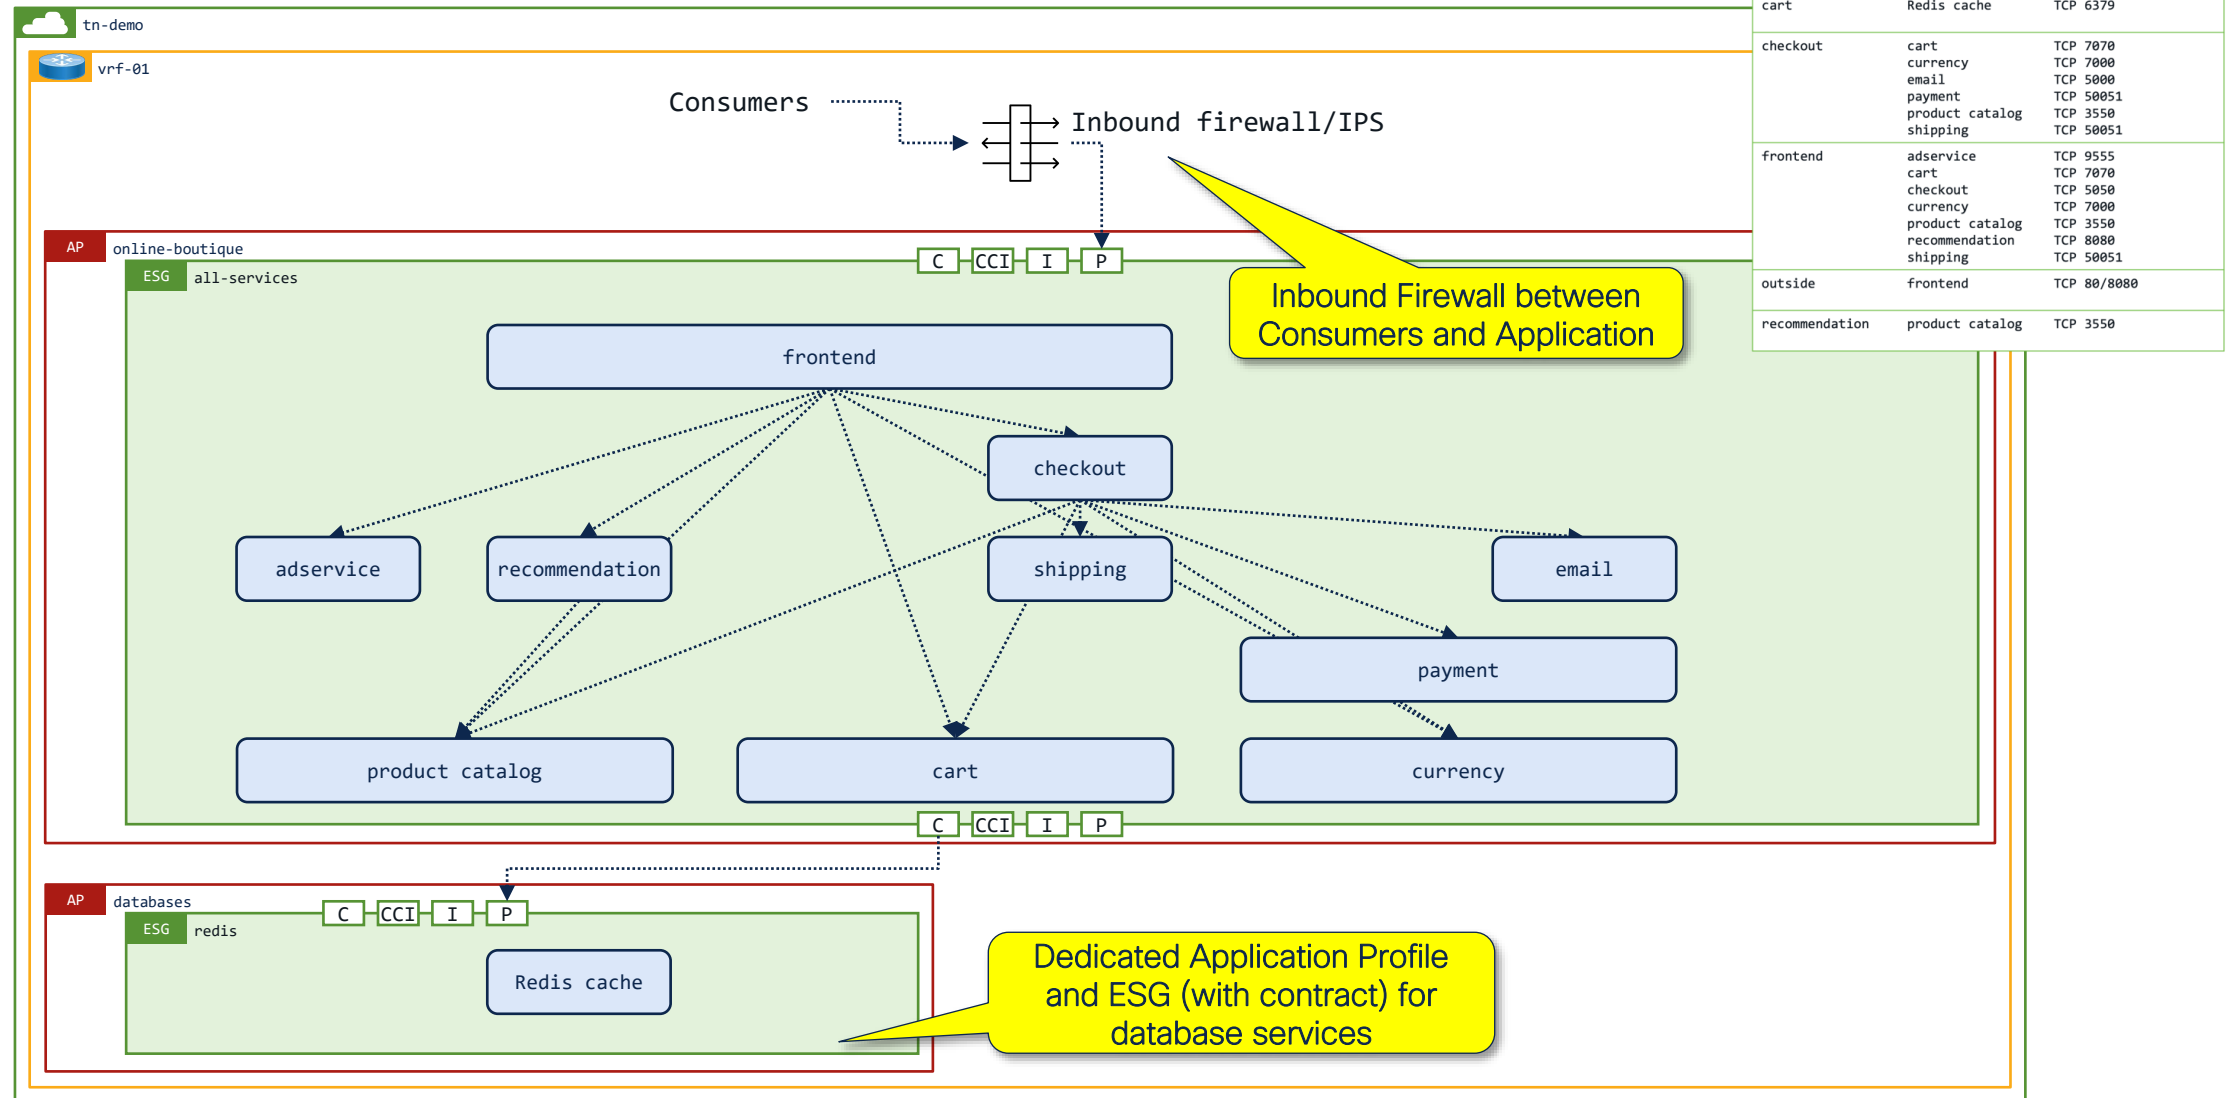 tn-demo
vrf-01
Consumers
Inbound firewall/IPS
cart Redis cache TCP 6379
checkout cart TCP 7070
currency TCP 7000
email TCP 5000
payment TCP 50051
product catalog TCP 3550
shipping TCP 50051
frontend adservice TCP 9555
cart TCP 7070
checkout TCP 5050
currency TCP 7000
product catalog TCP 3550
recommendation TCP 8080
shipping TCP 50051
outside frontend TCP 80/8080
recommendation product catalog TCP 3550
AP online-boutique
C CCI I P
ESG all-services
Inbound Firewall between
Consumers and Application
frontend
checkout
adservice
recommendation
shipping
email
payment
product catalog
cart
currency
C CCI I P
AP databases
C CCI I P
ESG redis
Redis cache
Dedicated Application Profile
and ESG (with contract) for
database services